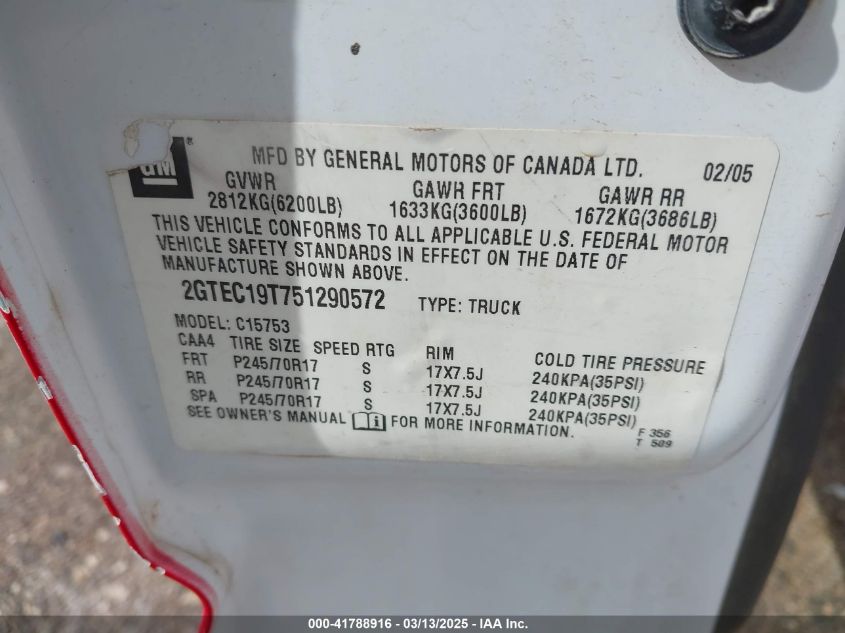 GM MFD BY GENERAL MOTORS OF CANADA LTD. 02/05
GVWR GAWR FRT GAWR RR
2812KG(6200LB) 1633KG(3600LB) 1672KG(3686LB)
THIS VEHICLE CONFORMS TO ALL APPLICABLE U.S. FEDERAL MOTOR
VEHICLE SAFETY STANDARDS IN EFFECT ON THE DATE OF
MANUFACTURE SHOWN ABOVE.
2GTEC19T751290572 TYPE: TRUCK
MODEL: C15753
CAA4 TIRE SIZE SPEED RTG RIM COLD TIRE PRESSURE
FRT P245/70R17 S 17X7.5J 240KPA(35PSI)
RR P245/70R17 S 17X7.5J 240KPA(35PSI)
SPA P245/70R17 S 17X7.5J 240KPA(35PSI)
SEE OWNER'S MANUAL i FOR MORE INFORMATION.
F 356
T 509
000-41788916 - 03/13/2025 - IAA Inc.